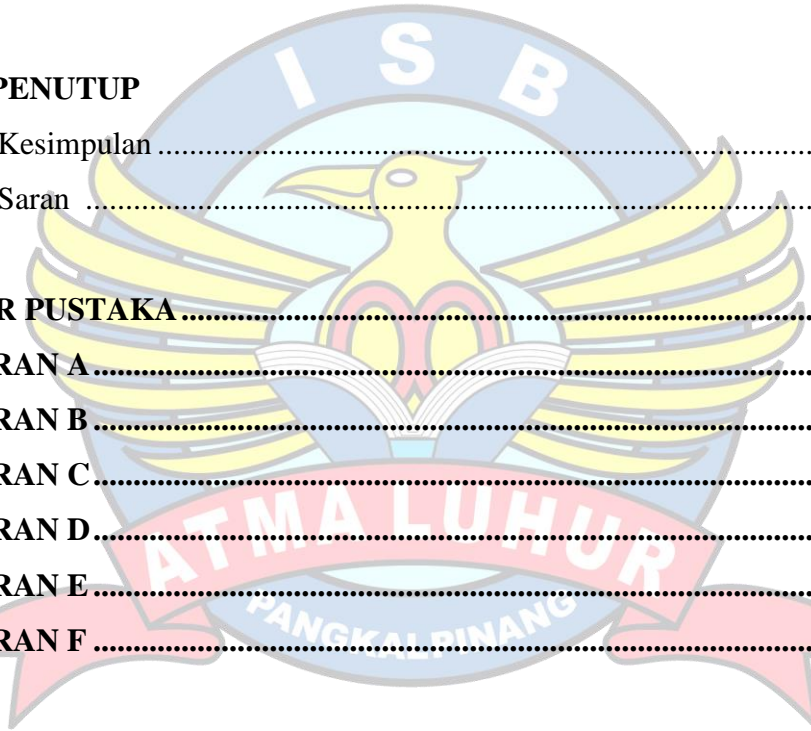 I S B
PENUTUP
Kesimpulan ....................................................................................
Saran .............................................................................................
R PUSTAKA ....................................................................................
RAN A ...........................................................................................
RAN B ...........................................................................................
RAN C ...........................................................................................
RAN D ...........................................................................................
RAN E ...........................................................................................
RAN F ...........................................................................................
ATMA LUHUR
PANGKALPINANG